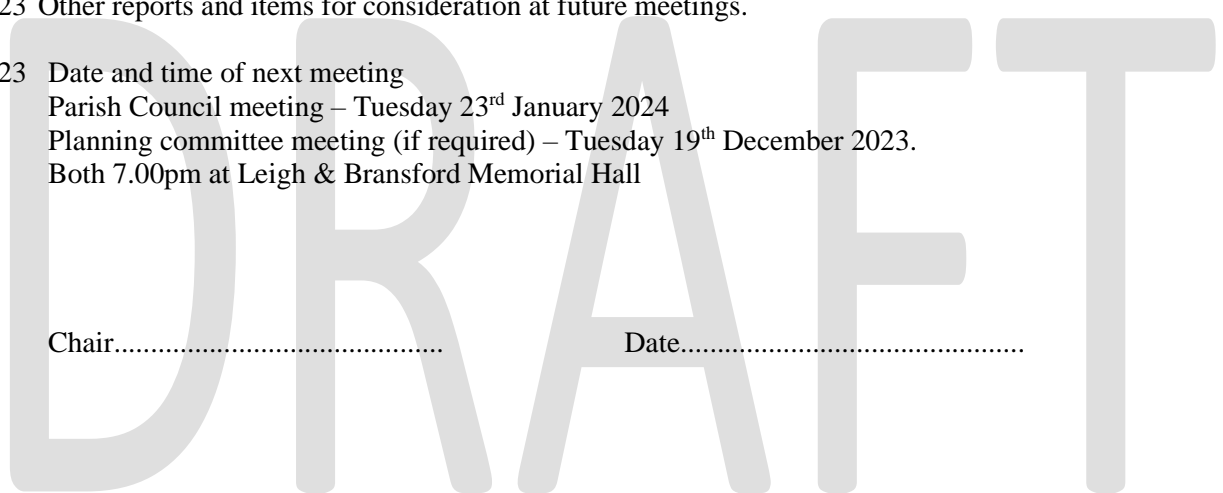 23 Other reports and items for consideration at future meetings.
23 Date and time of next meeting
Parish Council meeting – Tuesday 23rd January 2024
Planning committee meeting (if required) – Tuesday 19th December 2023.
Both 7.00pm at Leigh & Bransford Memorial Hall
Chair............................................. Date...............................................
DRAFT